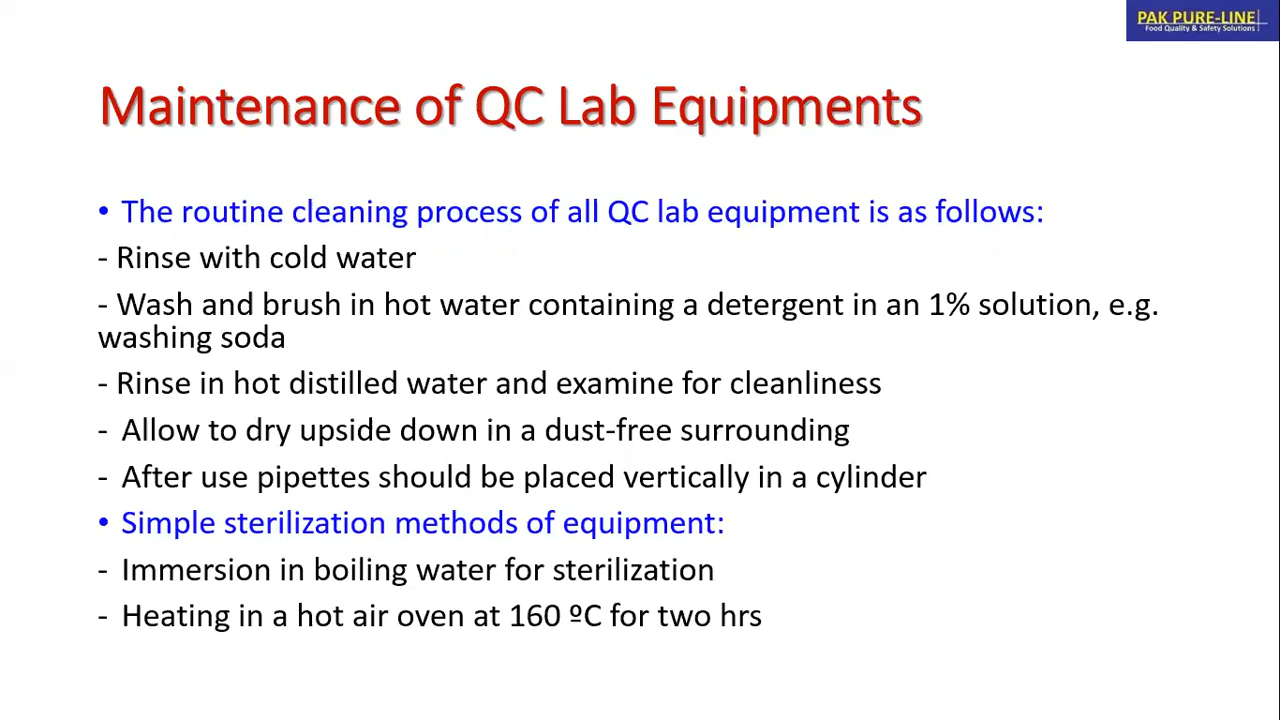 PAK PURE-LINE
Food Quality & Safety Solutions
Maintenance of QC Lab Equipments
• The routine cleaning process of all QC lab equipment is as follows:
- Rinse with cold water
- Wash and brush in hot water containing a detergent in an 1% solution, e.g.
washing soda
- Rinse in hot distilled water and examine for cleanliness
- Allow to dry upside down in a dust-free surrounding
- After use pipettes should be placed vertically in a cylinder
• Simple sterilization methods of equipment:
- Immersion in boiling water for sterilization
- Heating in a hot air oven at 160 ºC for two hrs